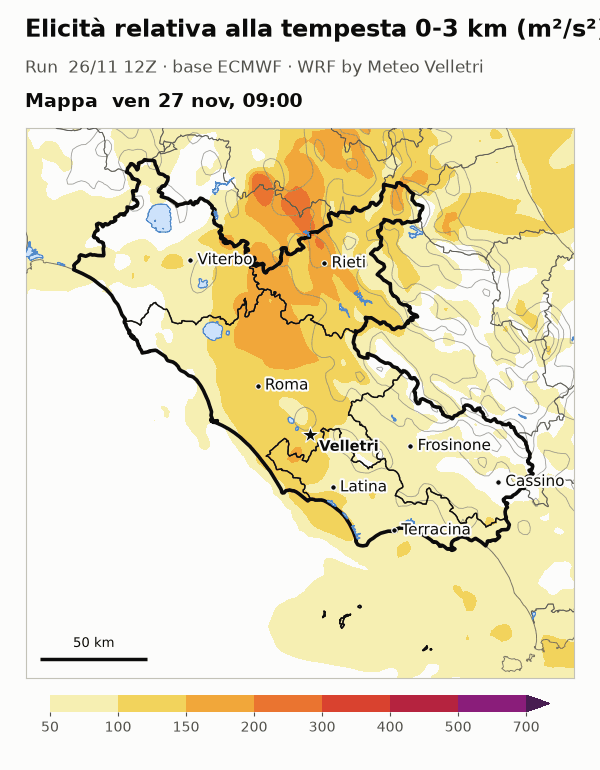 Elicità relativa alla tempesta 0-3 km (m²/s²)
Run 26/11 12Z · base ECMWF · WRF by Meteo Velletri
Mappa ven 27 nov, 09:00
Viterbo
Rieti
Roma
Velletri
Frosinone
Latina
Cassino
Terracina
50 km
50 100 150 200 300 400 500 700